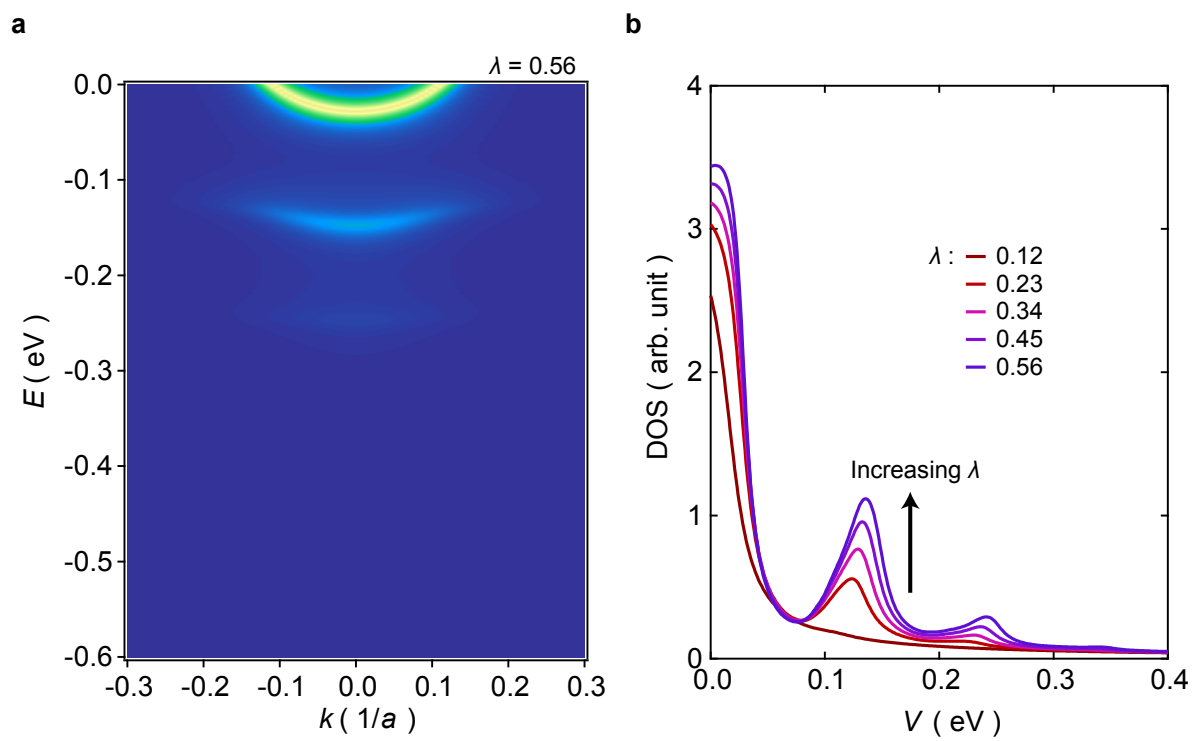 a
λ = 0.56
0.0
-0.1
-0.2
-0.3
-0.4
-0.5
-0.6
E ( eV )
-0.3 -0.2 -0.1 0.0 0.1 0.2 0.3
k ( 1/a )
b
4
3
2
1
0
DOS ( arb. unit )
λ :
0.12
0.23
0.34
0.45
0.56
Increasing λ
0.0 0.1 0.2 0.3 0.4
V ( eV )